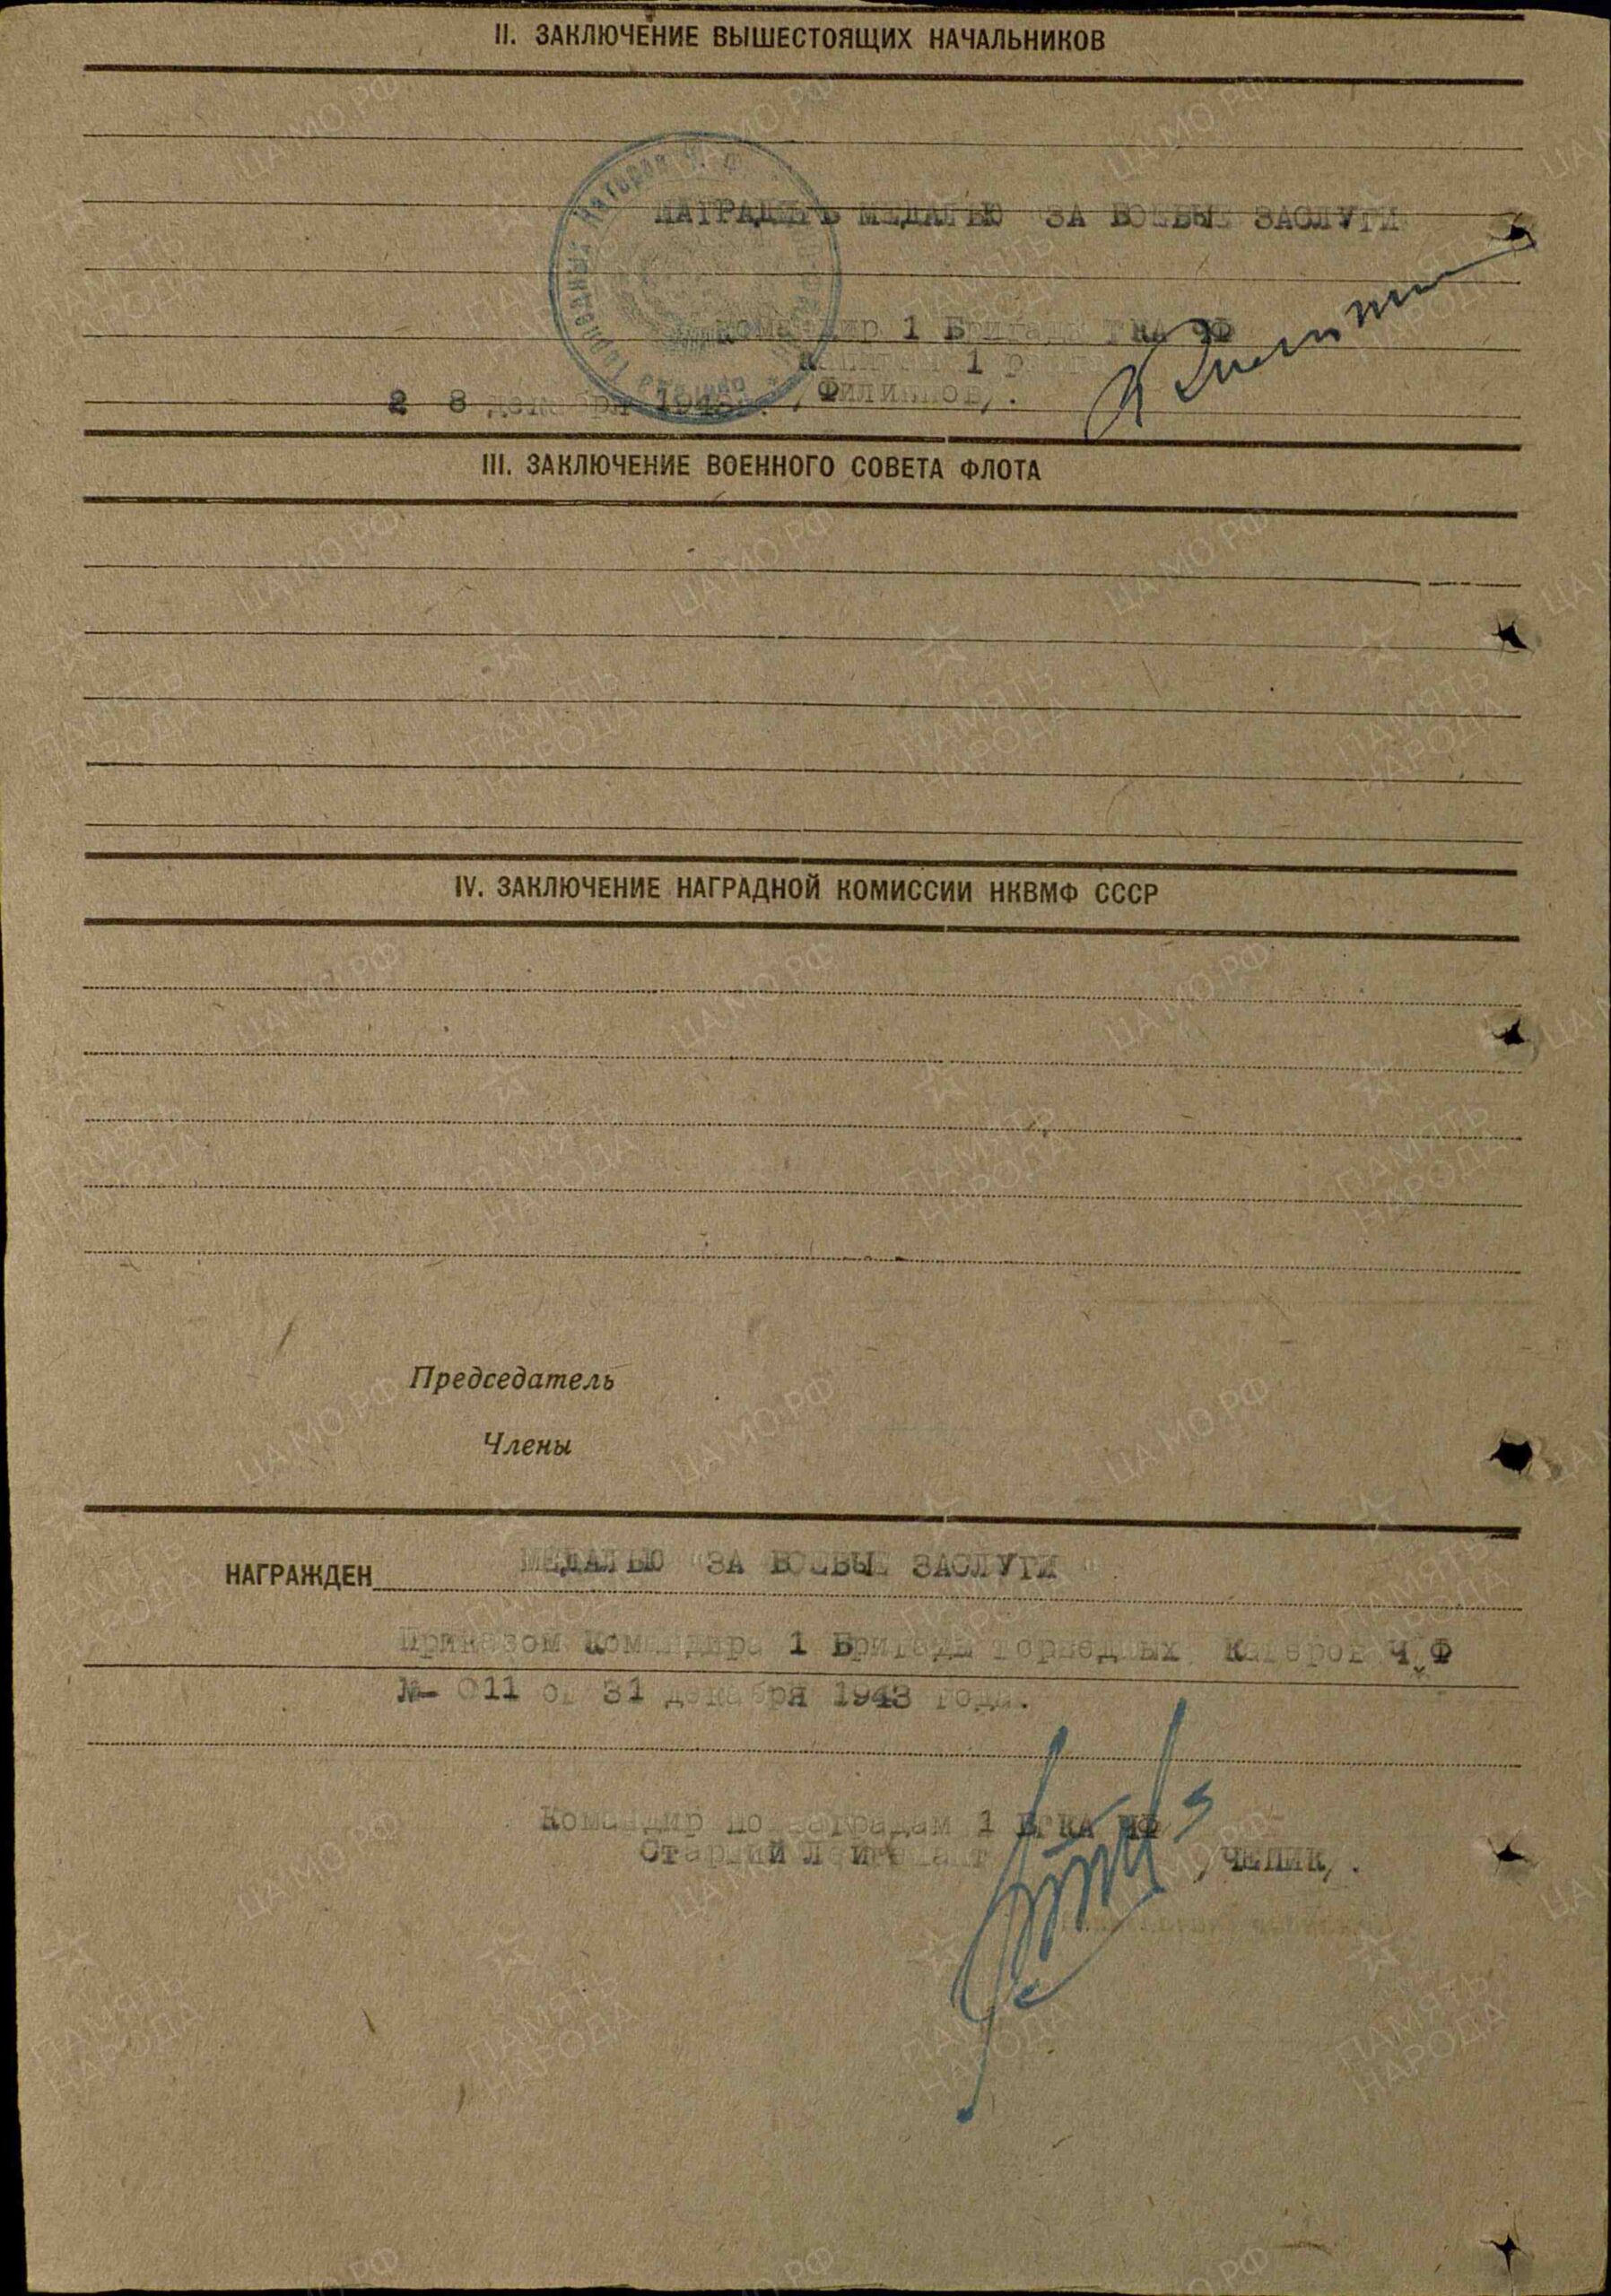 II. ЗАКЛЮЧЕНИЕ ВЫШЕСТОЯЩИХ НАЧАЛЬНИКОВ
НАГРАДИТЬ МЕДАЛЬЮ "ЗА БОЕВЫЕ ЗАСЛУГИ"
Командир 1 Бригады ТКА ЧФ
капитан 1 ранга
2 8 декабря 1943г. /Филиппов/.
III. ЗАКЛЮЧЕНИЕ ВОЕННОГО СОВЕТА ФЛОТА
IV. ЗАКЛЮЧЕНИЕ НАГРАДНОЙ КОМИССИИ НКВМФ СССР
Председатель
Члены
НАГРАЖДЕН МЕДАЛЬЮ "ЗА БОЕВЫЕ ЗАСЛУГИ"
Приказом Командира 1 Бригады торпедных Катеров ЧФ
№ 011 от 31 декабря 1943 года.
Командир по наградам 1 БТКА ЧФ
Старший Лейтенант /ЧЕПИК/.